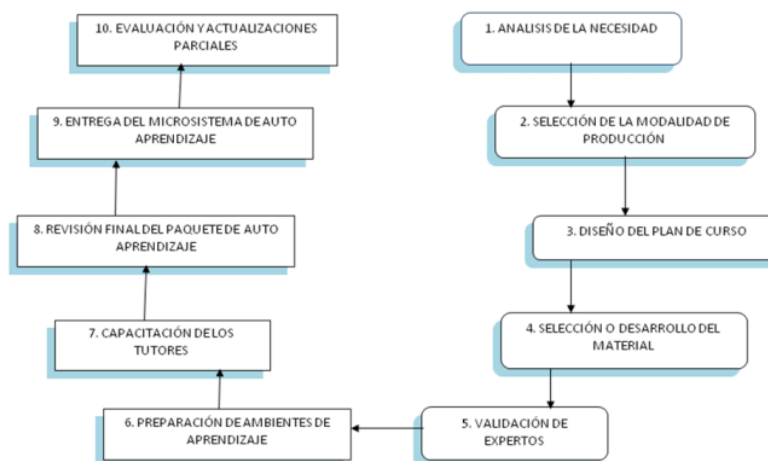 1. ANALISIS DE LA NECESIDAD
2. SELECCIÓN DE LA MODALIDAD DE
PRODUCCIÓN
3. DISEÑO DEL PLAN DE CURSO
4. SELECCIÓN O DESARROLLO DEL
MATERIAL
5. VALIDACIÓN DE
EXPERTOS
6. PREPARACIÓN DE AMBIENTES DE
APRENDIZAJE
7. CAPACITACIÓN DE LOS
TUTORES
8. REVISIÓN FINAL DEL PAQUETE DE AUTO
APRENDIZAJE
9. ENTREGA DEL MICROSISTEMA DE AUTO
APRENDIZAJE
10. EVALUACIÓN Y ACTUALIZACIONES
PARCIALES